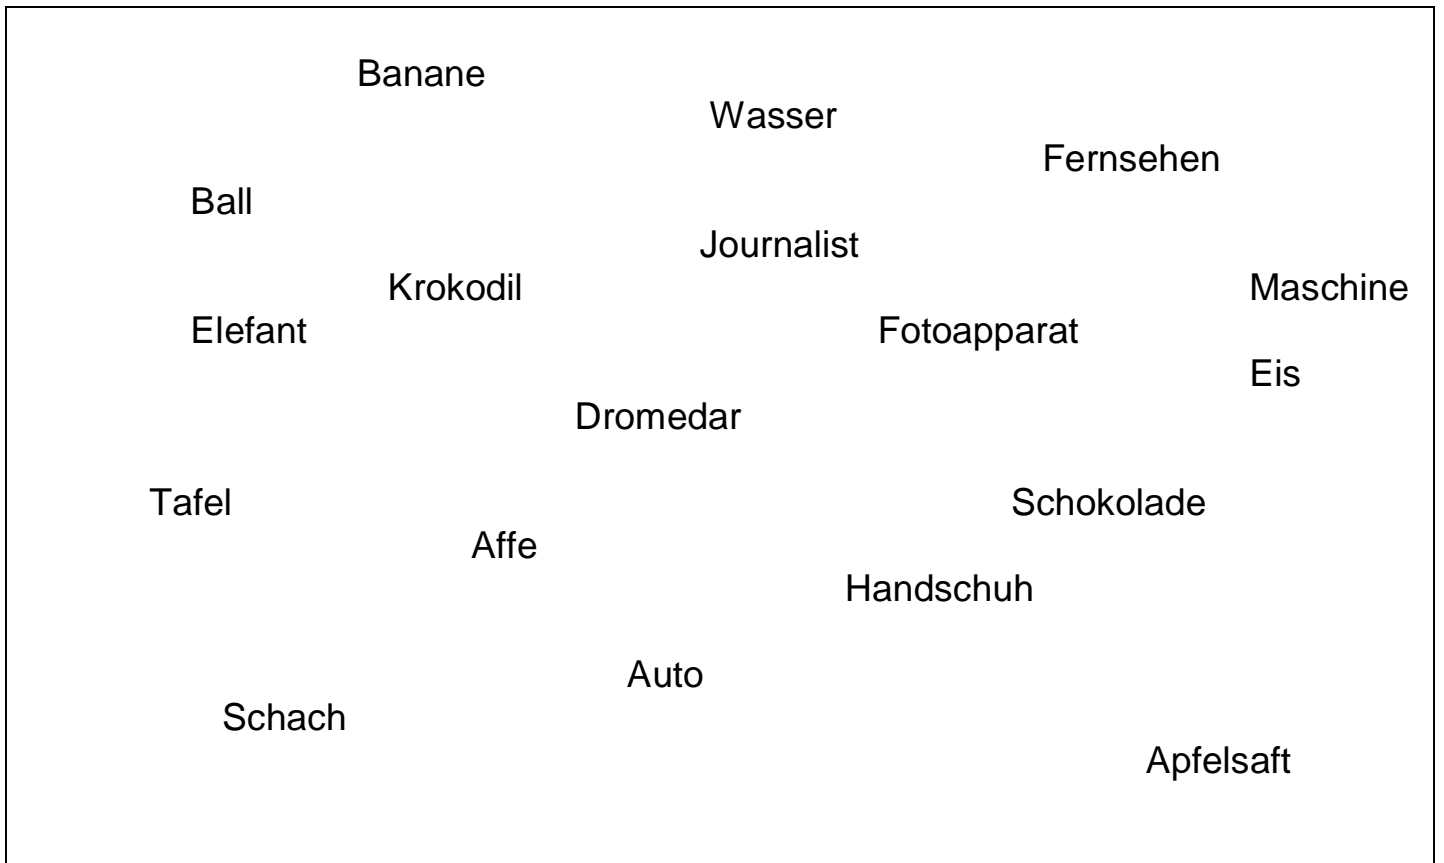 Banane
Wasser
Fernsehen
Ball
Journalist
Krokodil Maschine
Elefant Fotoapparat
Eis
Dromedar
Tafel Schokolade
Affe
Handschuh
Auto
Schach
Apfelsaft